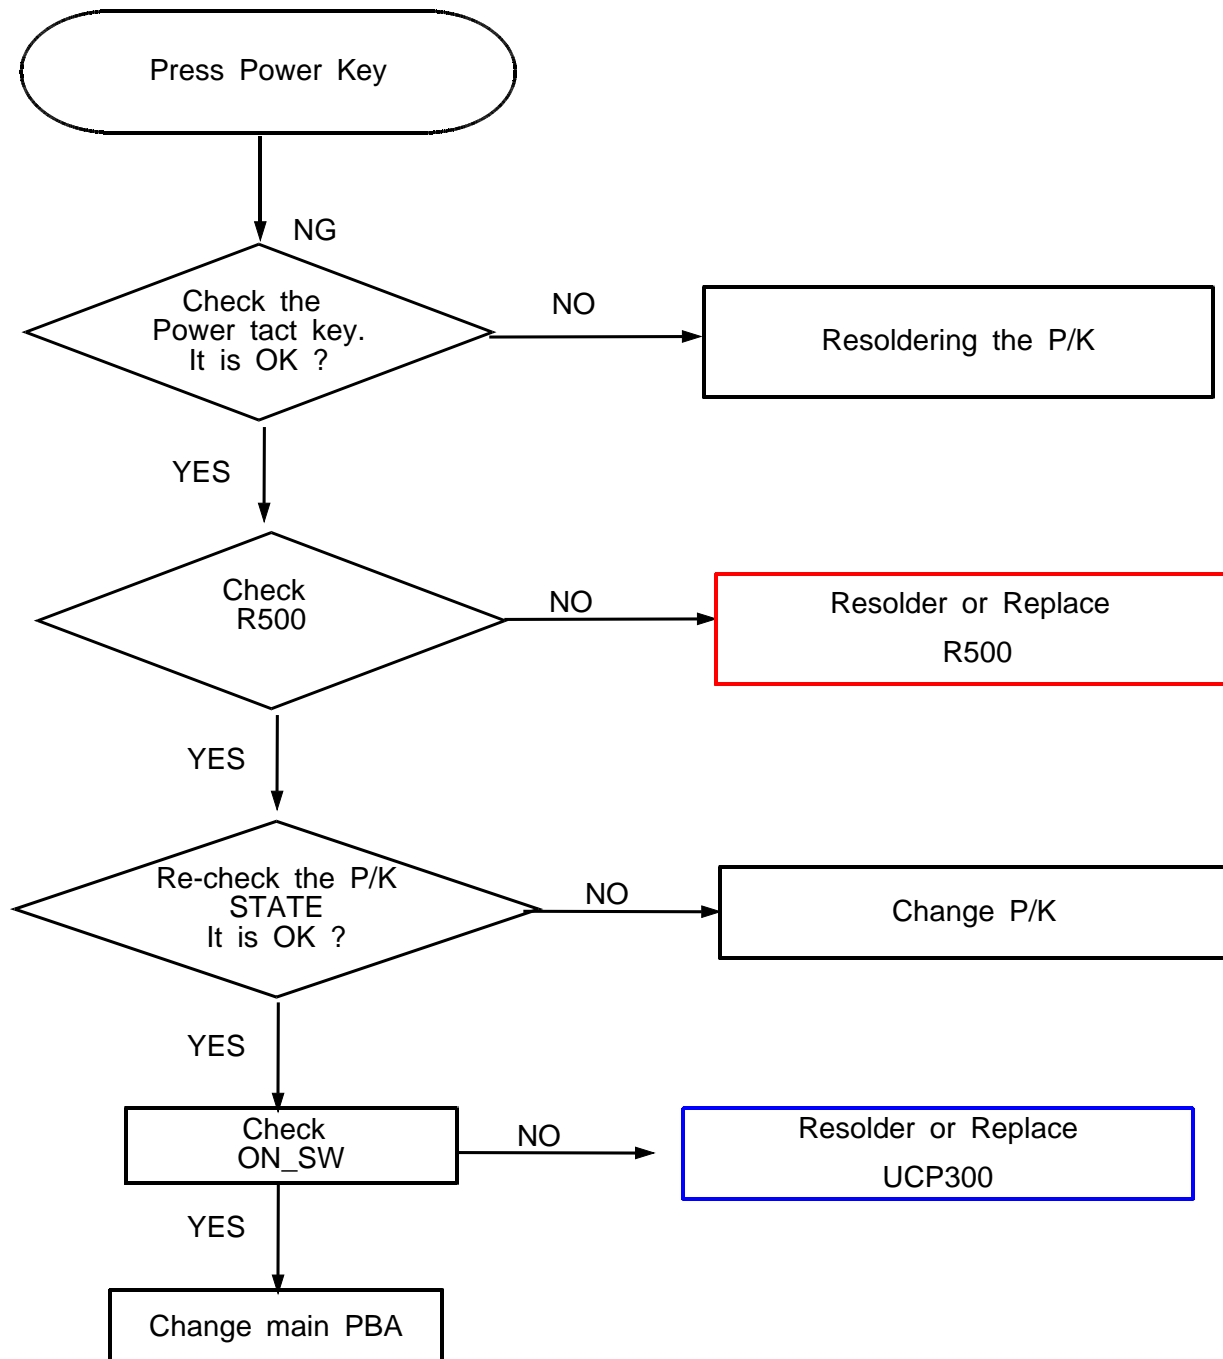 Press Power Key
NG
Check the
Power tact key.
It is OK ?
NO
Resoldering the P/K
YES
Check
R500
NO
Resolder or Replace
R500
YES
Re-check the P/K
STATE
It is OK ?
NO
Change P/K
YES
Check
ON_SW
NO
Resolder or Replace
UCP300
YES
Change main PBA